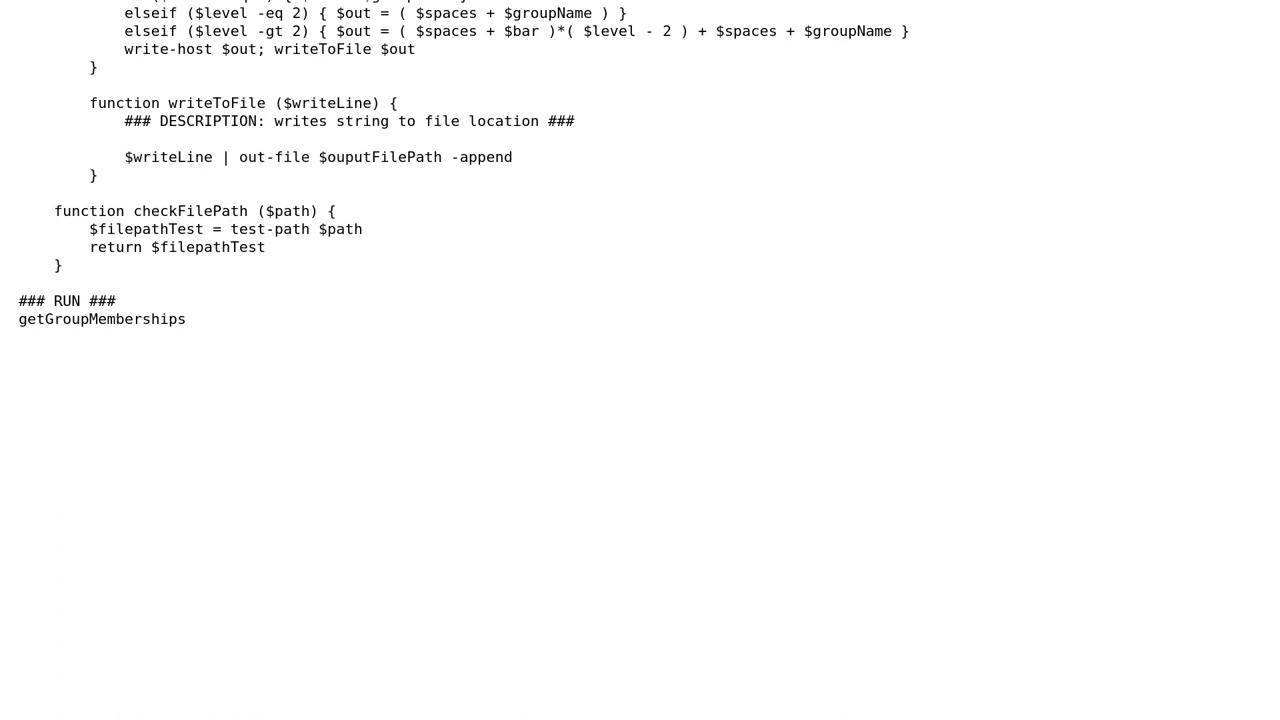 elseif ($level -eq 2) { $out = ( $spaces + $groupName ) }
elseif ($level -gt 2) { $out = ( $spaces + $bar )*( $level - 2 ) + $spaces + $groupName }
write-host $out; writeToFile $out
}
function writeToFile ($writeLine) {
### DESCRIPTION: writes string to file location ###
$writeLine | out-file $ouputFilePath -append
}
function checkFilePath ($path) {
$filepathTest = test-path $path
return $filepathTest
}
### RUN ###
getGroupMemberships